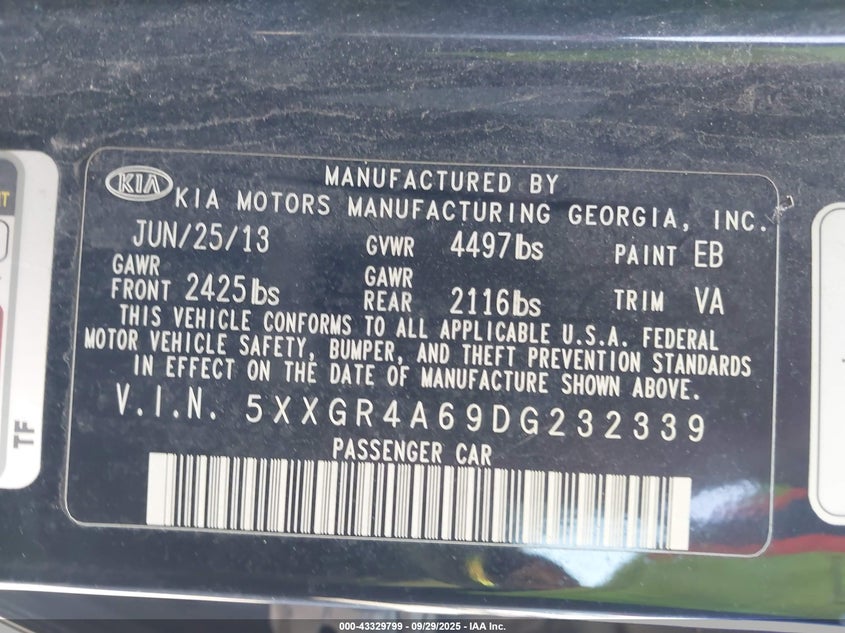 MANUFACTURED BY
KIA KIA MOTORS MANUFACTURING GEORGIA, INC.
JUN/25/13 GVWR 4497lbs PAINT EB
GAWR FRONT 2425lbs GAWR REAR 2116lbs TRIM VA
THIS VEHICLE CONFORMS TO ALL APPLICABLE U.S.A. FEDERAL
MOTOR VEHICLE SAFETY, BUMPER, AND THEFT PREVENTION STANDARDS
IN EFFECT ON THE DATE OF MANUFACTURE SHOWN ABOVE.
V.I.N. 5XXGR4A69DG232339
PASSENGER CAR
TF
000-43329799 - 09/29/2025 - IAA Inc.